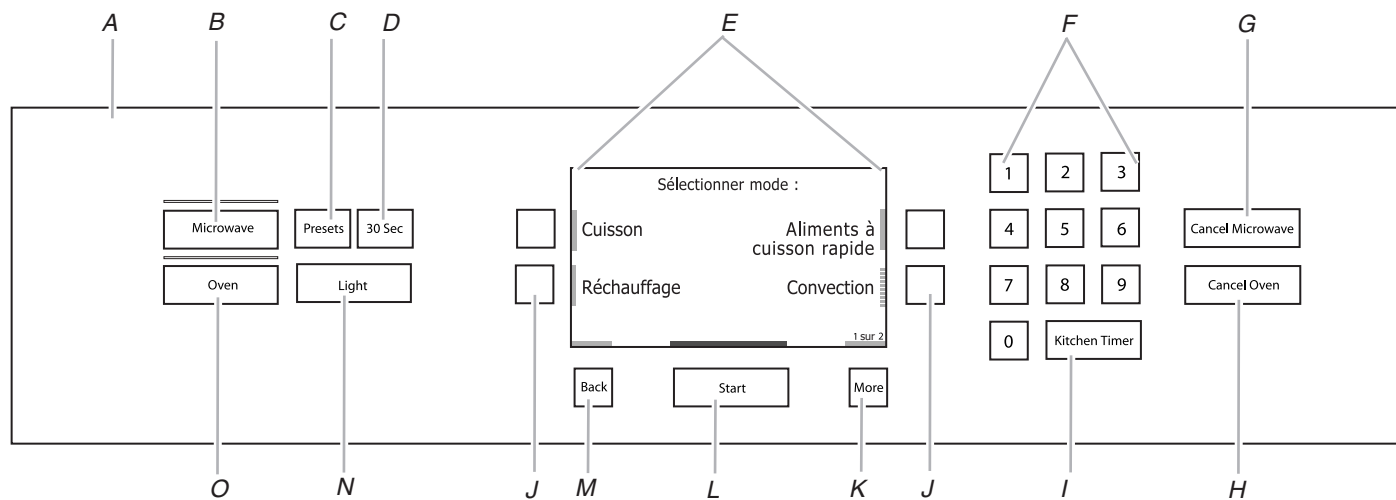 A B C D E F G
Sélectionner mode :
1 2 3
Microwave Presets 30 Sec
Cuisson
Aliments à
cuisson rapide
4 5 6
Cancel Microwave
Oven Light
Réchauffage Convection
7 8 9
Cancel Oven
1 sur 2
0 Kitchen Timer
Back Start More
O N J M L K J I H